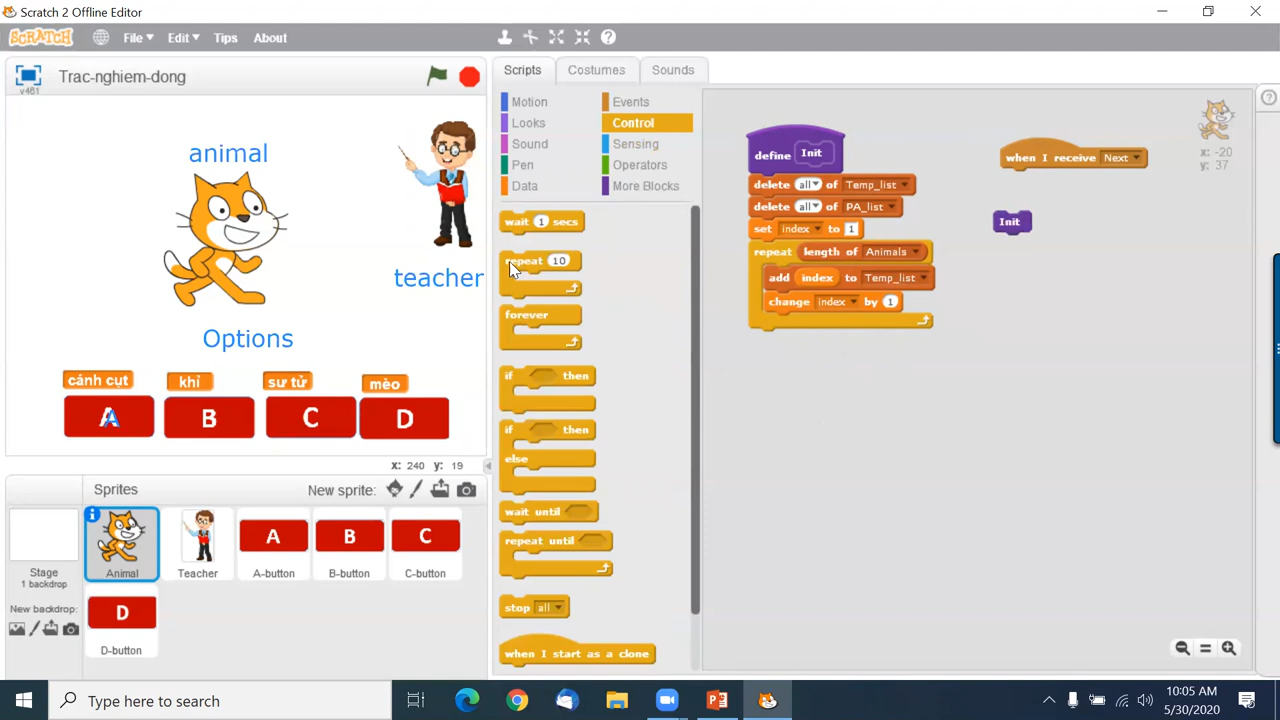 Scratch 2 Offline Editor
SCRATCH File Edit Tips About
v461 Trac-nghiem-dong
animal
teacher
Options
cánh cụt khỉ sư tử mèo
A B C D
x: 240 y: 19
Sprites New sprite:
Stage
1 backdrop
New backdrop:
Animal
Teacher
A
A-button
B
B-button
C
C-button
D
D-button
Scripts Costumes Sounds
Motion Events
Looks Control
Sound Sensing
Pen Operators
Data More Blocks
wait 1 secs
repeat 10
forever
if then
if then
else
wait until
repeat until
stop all
when I start as a clone
define Init
delete all of Temp_list
delete all of PA_list
set index to 1
repeat length of Animals
add index to Temp_list
change index by 1
when I receive Next
Init
x: -20
y: 37
Type here to search
10:05 AM
5/30/2020